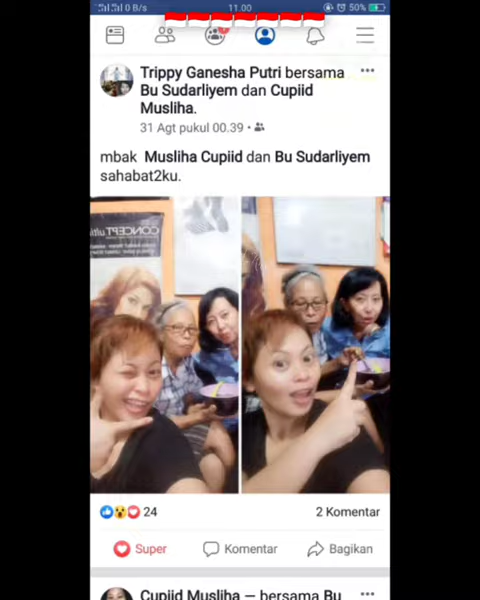 0 B/s
11.00
50%
Trippy Ganesha Putri bersama
Bu Sudarliyem dan Cupiid
Musliha.
31 Agt pukul 00.39
mbak Musliha Cupiid dan Bu Sudarliyem
sahabat2ku.
CONCEPT
24
2 Komentar
Super
Komentar
Bagikan
Cupiid Musliha — bersama Bu